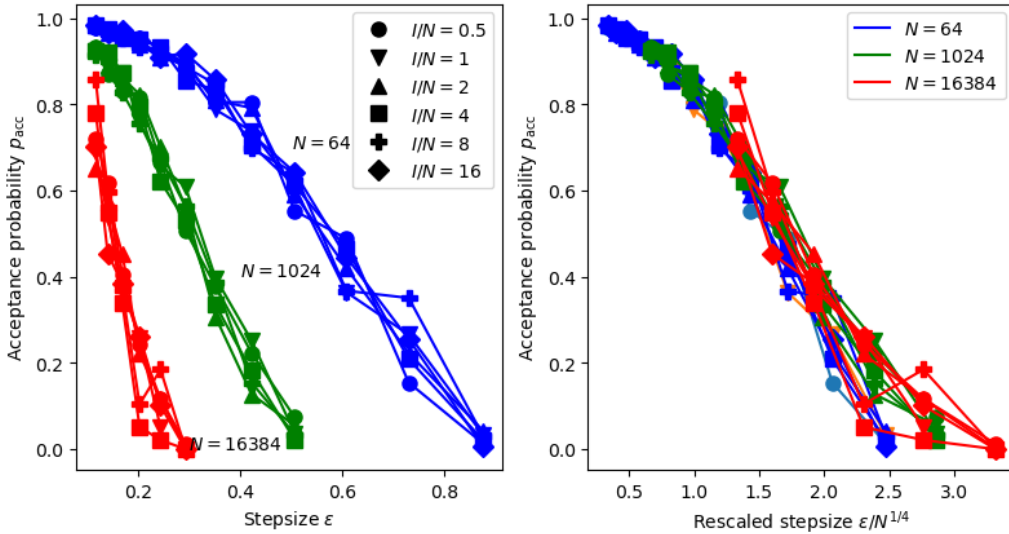 1.0
0.8
0.6
0.4
0.2
0.0
Acceptance probability p_acc
0.2 0.4 0.6 0.8
Stepsize ε
I/N = 0.5
I/N = 1
I/N = 2
I/N = 4
I/N = 8
I/N = 16
N = 64
N = 1024
N = 16384
1.0
0.8
0.6
0.4
0.2
0.0
Acceptance probability p_acc
0.5 1.0 1.5 2.0 2.5 3.0
Rescaled stepsize ε/N^{1/4}
N = 64
N = 1024
N = 16384